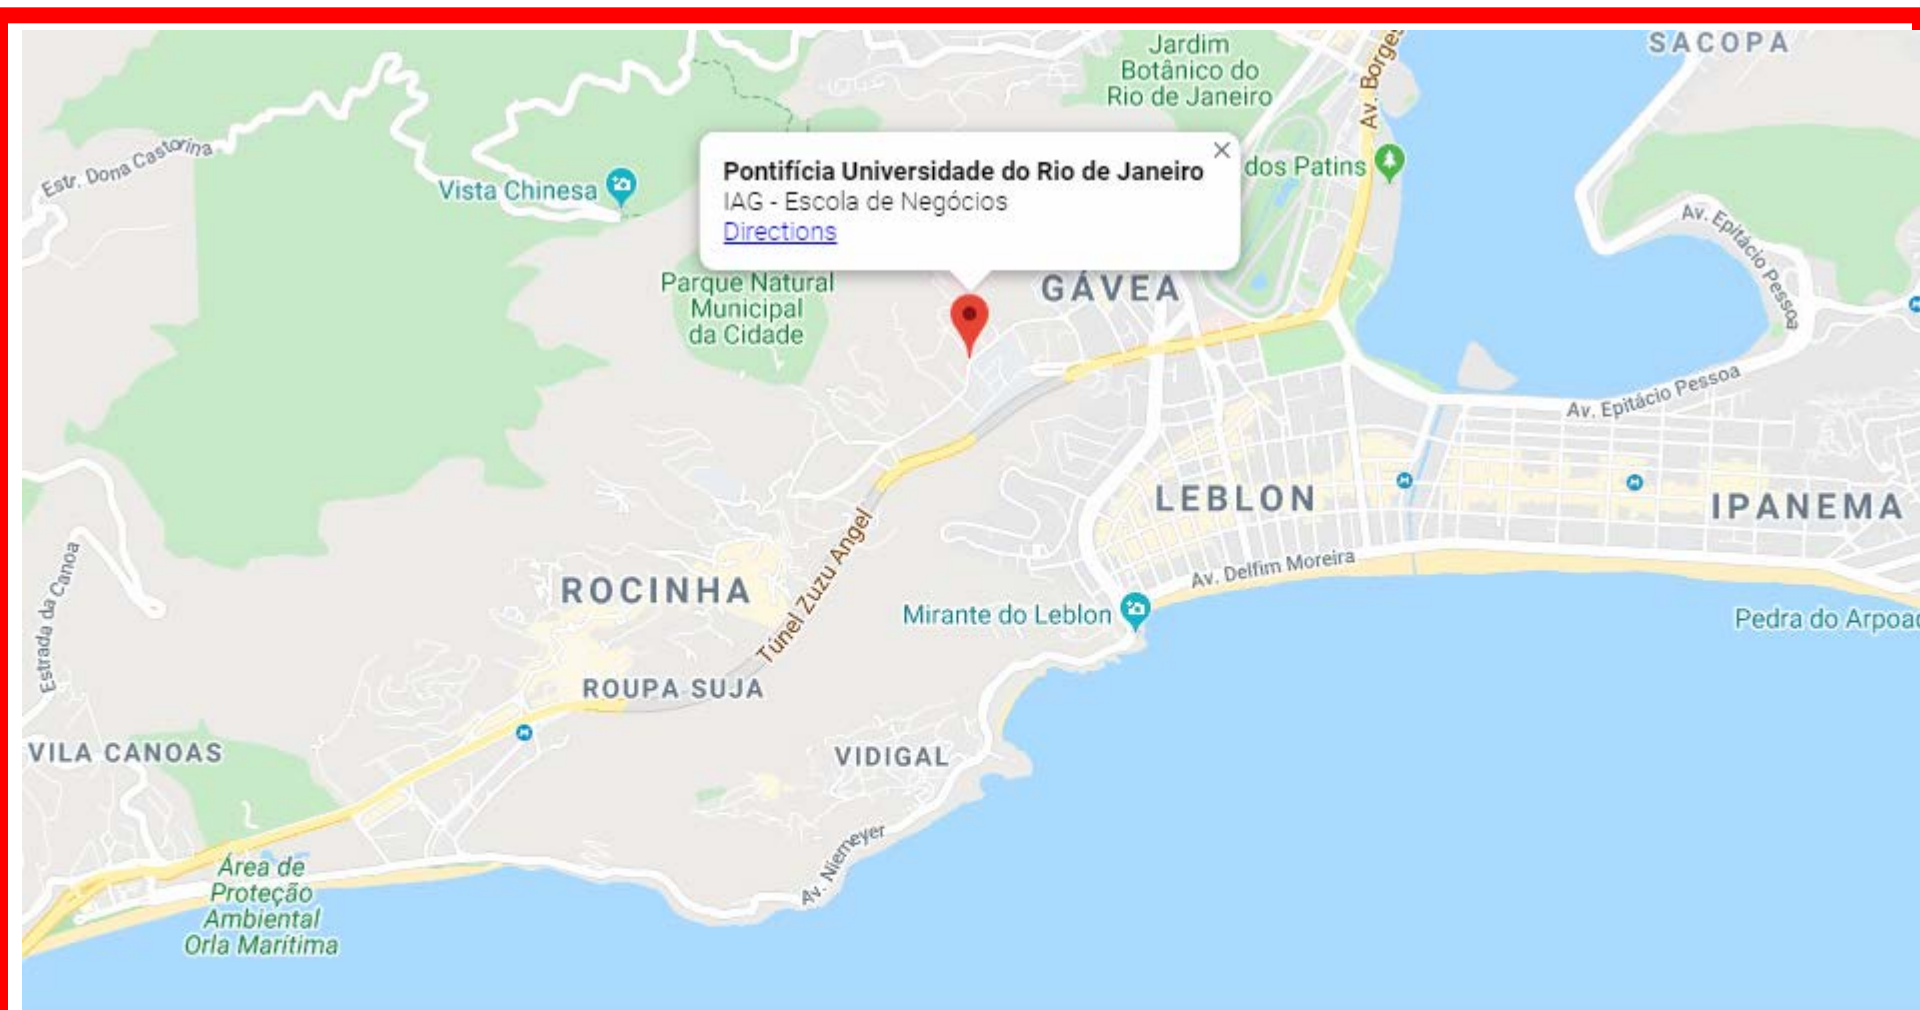 SACOPA
Jardim
Botânico do
Rio de Janeiro
Av. Borges
Estr. Dona Castorina
Vista Chinesa
Pontifícia Universidade do Rio de Janeiro
IAG - Escola de Negócios
Directions
dos Patins
Av. Epitácio Pessoa
Parque Natural
Municipal
da Cidade
GÁVEA
Av. Epitácio Pessoa
LEBLON
IPANEMA
Túnel Zuzu Angel
Estrada da Canoa
ROCINHA
Av. Delfim Moreira
Mirante do Leblon
Pedra do Arpoad
ROUPA SUJA
VILA CANOAS
VIDIGAL
Av. Niemeyer
Área de
Proteção
Ambiental
Orla Marítima